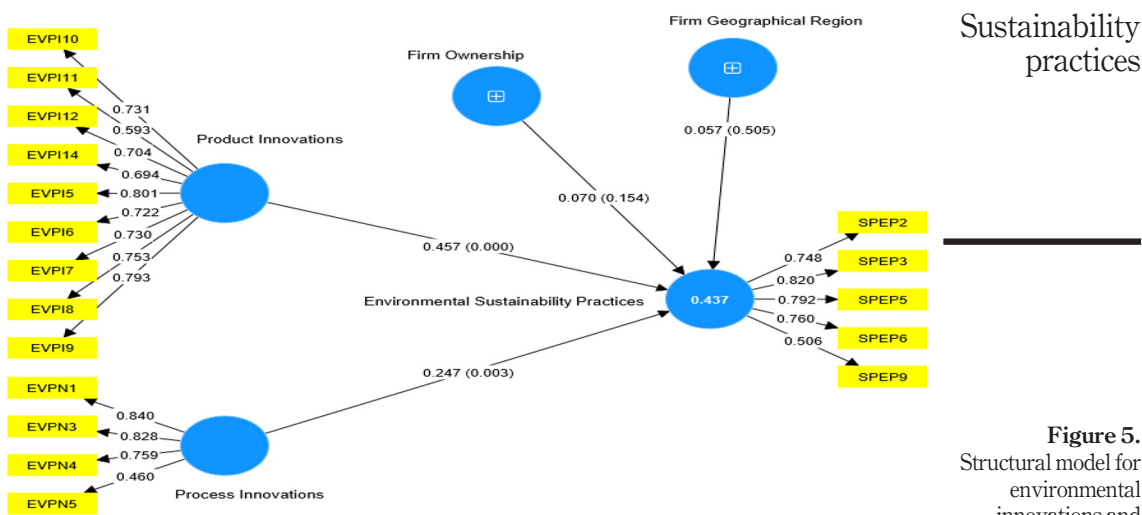 Sustainability
practices
Firm Geographical Region
Firm Ownership
EVPI10
EVPI11
EVPI12
EVPI14
EVPI5
EVPI6
EVPI7
EVPI8
EVPI9
0.731
0.593
0.704
0.694
0.801
0.722
0.730
0.753
0.793
Product Innovations
0.057 (0.505)
0.070 (0.154)
0.457 (0.000)
Environmental Sustainability Practices
0.437
0.247 (0.003)
SPEP2
SPEP3
SPEP5
SPEP6
SPEP9
0.748
0.820
0.792
0.760
0.506
EVPN1
EVPN3
EVPN4
EVPN5
0.840
0.828
0.759
0.460
Process Innovations
Figure 5.
Structural model for
environmental
innovations and